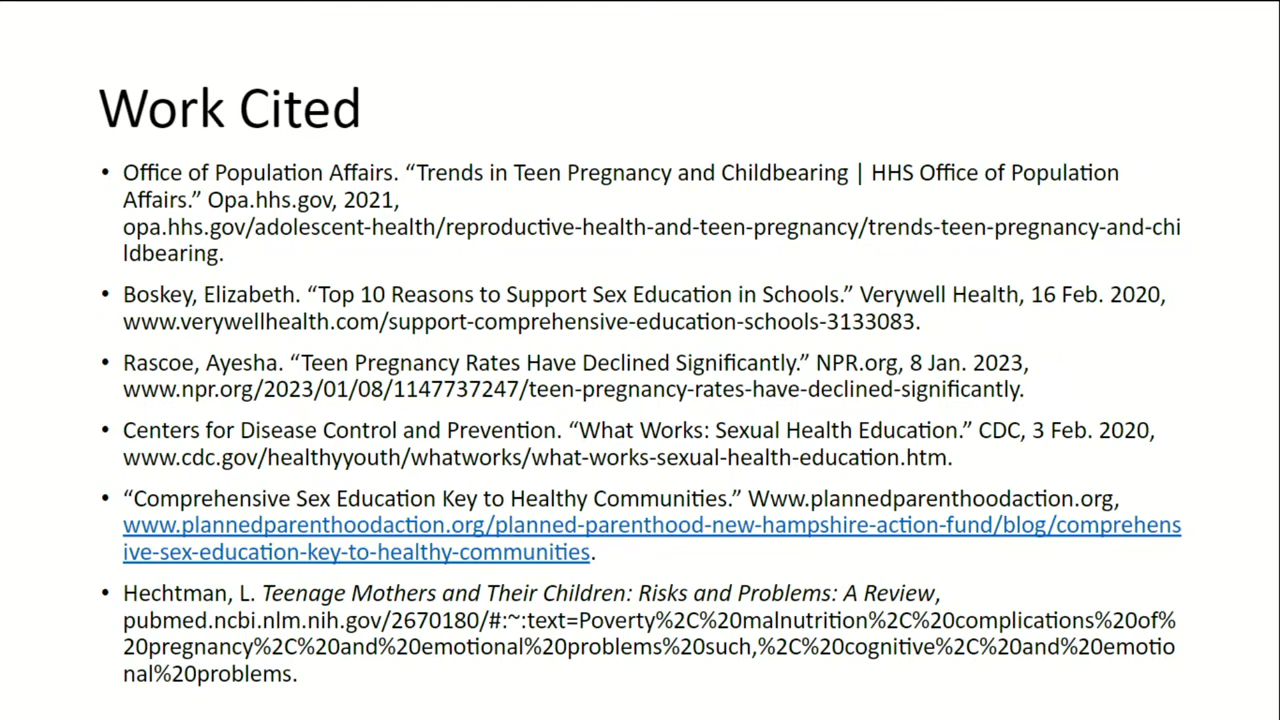 Work Cited
• Office of Population Affairs. “Trends in Teen Pregnancy and Childbearing | HHS Office of Population
Affairs.” Opa.hhs.gov, 2021,
opa.hhs.gov/adolescent-health/reproductive-health-and-teen-pregnancy/trends-teen-pregnancy-and-chi
ldbearing.
• Boskey, Elizabeth. “Top 10 Reasons to Support Sex Education in Schools.” Verywell Health, 16 Feb. 2020,
www.verywellhealth.com/support-comprehensive-education-schools-3133083.
• Rascoe, Ayesha. “Teen Pregnancy Rates Have Declined Significantly.” NPR.org, 8 Jan. 2023,
www.npr.org/2023/01/08/1147737247/teen-pregnancy-rates-have-declined-significantly.
• Centers for Disease Control and Prevention. “What Works: Sexual Health Education.” CDC, 3 Feb. 2020,
www.cdc.gov/healthyyouth/whatworks/what-works-sexual-health-education.htm.
• “Comprehensive Sex Education Key to Healthy Communities.” Www.plannedparenthoodaction.org,
www.plannedparenthoodaction.org/planned-parenthood-new-hampshire-action-fund/blog/comprehens
ive-sex-education-key-to-healthy-communities.
• Hechtman, L. Teenage Mothers and Their Children: Risks and Problems: A Review,
pubmed.ncbi.nlm.nih.gov/2670180/#:~:text=Poverty%2C%20malnutrition%2C%20complications%20of%
20pregnancy%2C%20and%20emotional%20problems%20such,%2C%20cognitive%2C%20and%20emotio
nal%20problems.